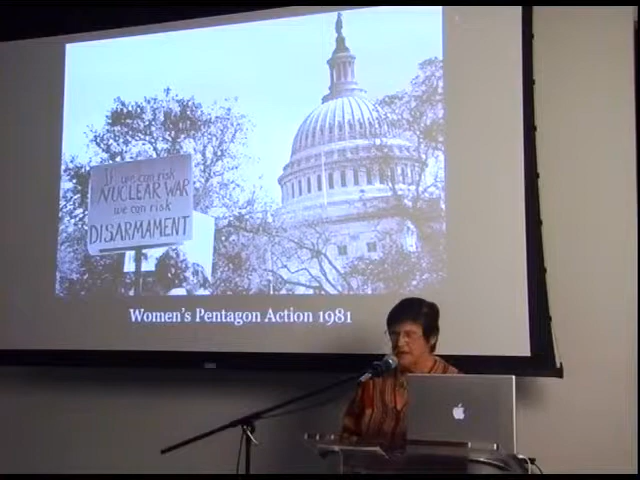 If we can risk
NUCLEAR WAR
we can risk
DISARMAMENT
Women's Pentagon Action 1981